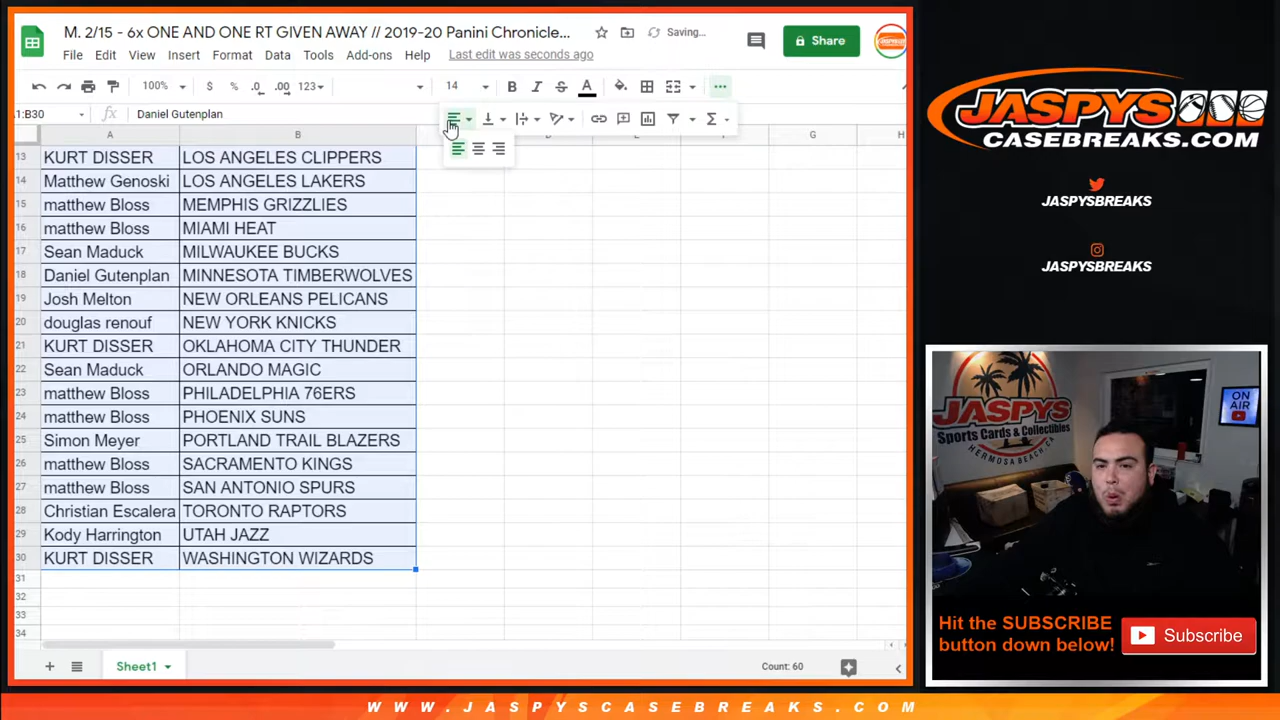 M. 2/15 - 6x ONE AND ONE RT GIVEN AWAY // 2019-20 Panini Chronicle...
Saving...
Share
File Edit View Insert Format Data Tools Add-ons Help Last edit was seconds ago
100% $ % .0 .00 123 14 B I S A
1:B30 fx Daniel Gutenplan
A B G H
13 KURT DISSER LOS ANGELES CLIPPERS
14 Matthew Genoski LOS ANGELES LAKERS
15 matthew Bloss MEMPHIS GRIZZLIES
16 matthew Bloss MIAMI HEAT
17 Sean Maduck MILWAUKEE BUCKS
18 Daniel Gutenplan MINNESOTA TIMBERWOLVES
19 Josh Melton NEW ORLEANS PELICANS
20 douglas renouf NEW YORK KNICKS
21 KURT DISSER OKLAHOMA CITY THUNDER
22 Sean Maduck ORLANDO MAGIC
23 matthew Bloss PHILADELPHIA 76ERS
24 matthew Bloss PHOENIX SUNS
25 Simon Meyer PORTLAND TRAIL BLAZERS
26 matthew Bloss SACRAMENTO KINGS
27 matthew Bloss SAN ANTONIO SPURS
28 Christian Escalera TORONTO RAPTORS
29 Kody Harrington UTAH JAZZ
30 KURT DISSER WASHINGTON WIZARDS
31
32
33
34
Sheet1
Count: 60
JASPYS
CASEBREAKS.COM
JASPYSBREAKS
JASPYSBREAKS
JASPYS
Sports Cards & Collectibles
HERMOSA BEACH, CA
ON AIR
Hit the SUBSCRIBE
button down below!
Subscribe
WWW.JASPYSCASEBREAKS.COM